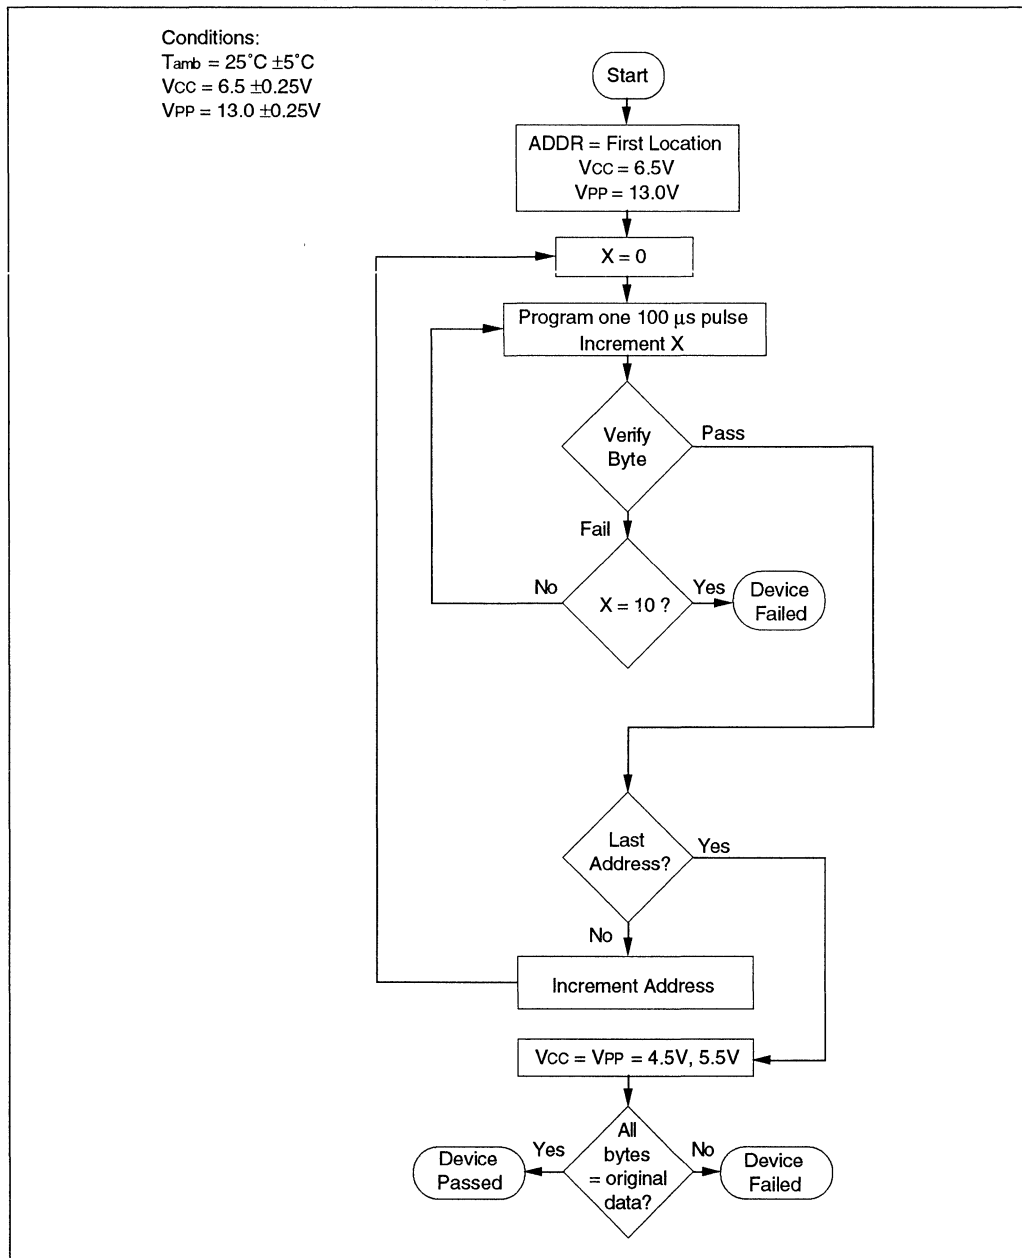 Conditions:
Tamb = 25˚C ±5˚C
VCC = 6.5 ±0.25V
VPP = 13.0 ±0.25V
Start
ADDR = First Location
VCC = 6.5V
VPP = 13.0V
X = 0
Program one 100 µs pulse
Increment X
Verify
Byte
Pass
Fail
No
X = 10 ?
Yes
Device
Failed
Last
Address?
Yes
No
Increment Address
VCC = VPP = 4.5V, 5.5V
All
bytes
= original
data?
Yes
Device
Passed
No
Device
Failed